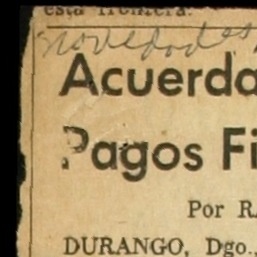 esta frontera.
novedades
Acuerda
Pagos Fi
Por R
DURANGO, Dgo.,